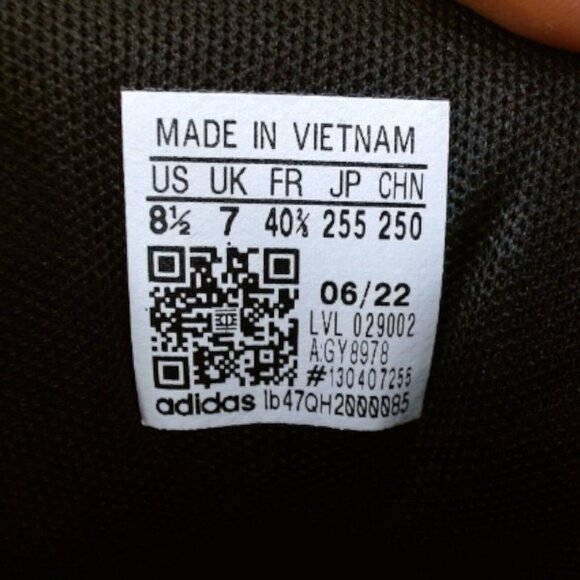 MADE IN VIETNAM
US UK FR JP CHN
8½ 7 40⅔ 255 250
06/22
LVL 029002
A:GY8978
#130407255
adidas 1b47QH2000085